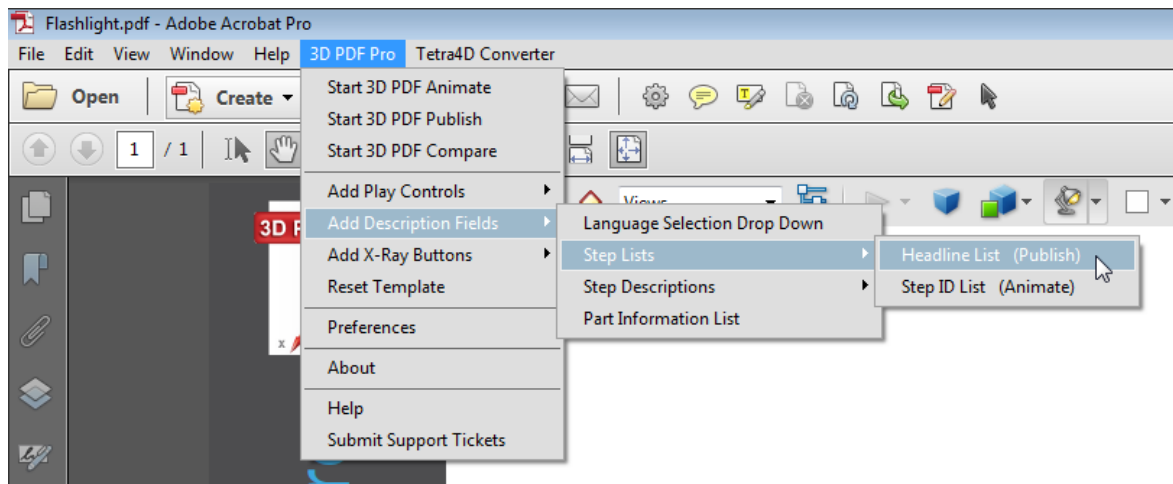 Flashlight.pdf - Adobe Acrobat Pro
File Edit View Window Help 3D PDF Pro Tetra4D Converter
Open Create
1 / 1
Start 3D PDF Animate
Start 3D PDF Publish
Start 3D PDF Compare
Add Play Controls
Add Description Fields
Add X-Ray Buttons
Reset Template
Preferences
About
Help
Submit Support Tickets
Views
3D
Language Selection Drop Down
Step Lists
Step Descriptions
Part Information List
Headline List (Publish)
Step ID List (Animate)